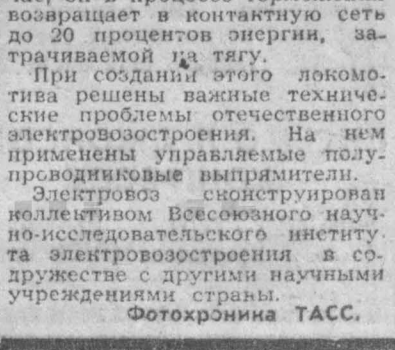 возвращает в контактную сеть
до 20 процентов энергии, за-
трачиваемой на тягу.
При создании этого локомо-
тива решены важные техниче-
ские проблемы отечественного
электровозостроения. На нем
применены управляемые полу-
проводниковые выпрямители.
Электровоз сконструирован
коллективом Всесоюзного науч-
но-исследовательского институ-
та электровозостроения в со-
дружестве с другими научными
учреждениями страны.
Фотохроника ТАСС.